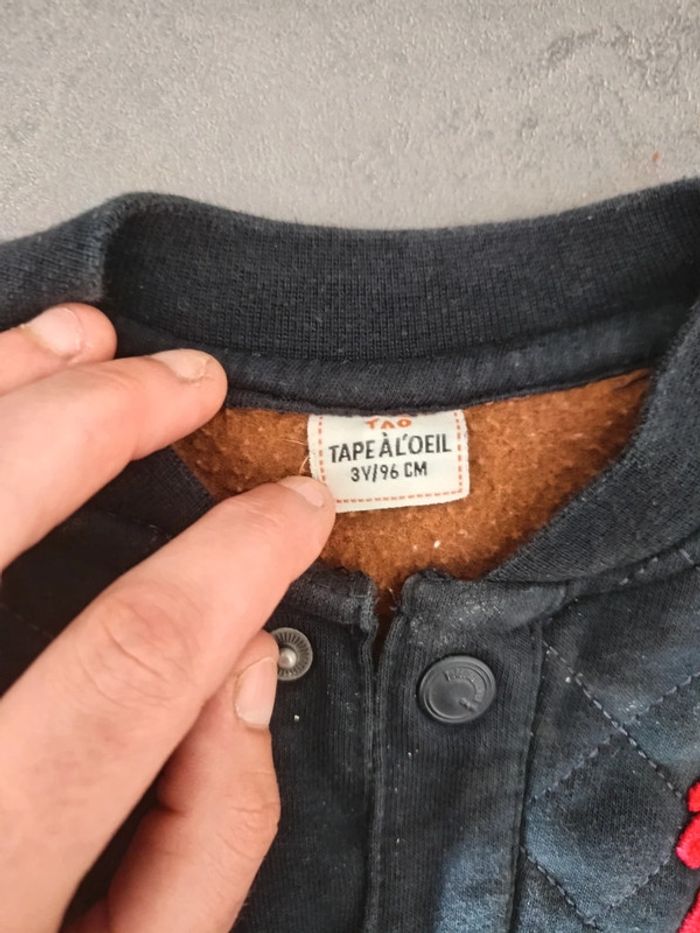 TAO
TAPE À L'OEIL
3Y/96 CM